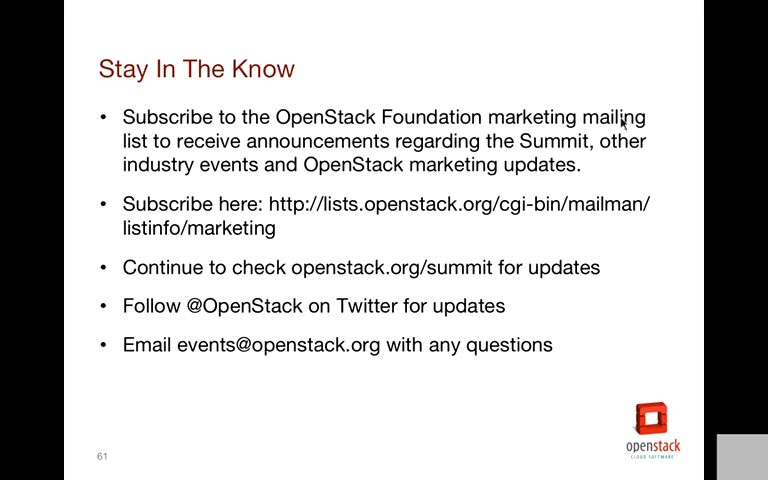 Stay In The Know
• Subscribe to the OpenStack Foundation marketing mailing
list to receive announcements regarding the Summit, other
industry events and OpenStack marketing updates.
• Subscribe here: http://lists.openstack.org/cgi-bin/mailman/
listinfo/marketing
• Continue to check openstack.org/summit for updates
• Follow @OpenStack on Twitter for updates
• Email events@openstack.org with any questions
61
openstack
CLOUD SOFTWARE